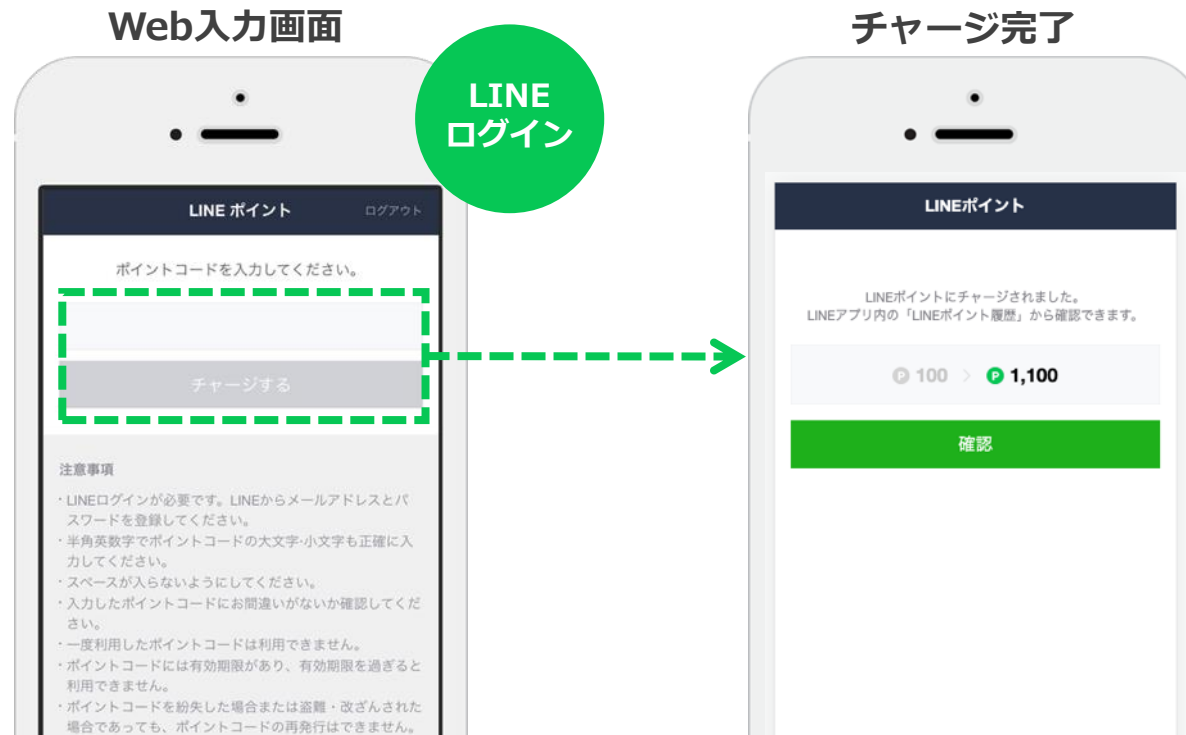 Web入力画面
LINE
ログイン
LINE ポイント ログアウト
ポイントコードを入力してください。
チャージする
注意事項
・LINEログインが必要です。LINEからメールアドレスとパ
スワードを登録してください。
・半角英数字でポイントコードの大文字・小文字も正確に入
力してください。
・スペースが入らないようにしてください。
・入力したポイントコードにお間違いがないか確認してくだ
さい。
・一度利用したポイントコードは利用できません。
・ポイントコードには有効期限があり、有効期限を過ぎると
利用できません。
・ポイントコードを紛失した場合または盗難・改ざんされた
場合であっても、ポイントコードの再発行はできません。
チャージ完了
LINEポイント
LINEポイントにチャージされました。
LINEアプリ内の「LINEポイント履歴」から確認できます。
P 100 > P 1,100
確認